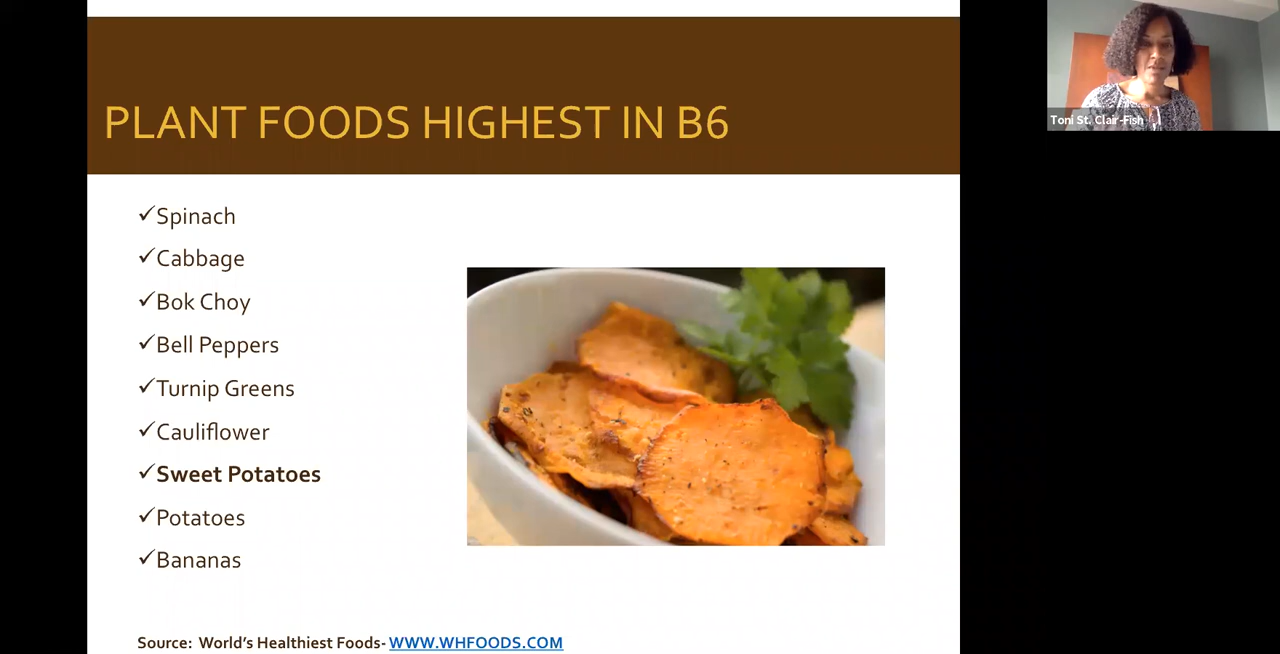 PLANT FOODS HIGHEST IN B6
Toni St. Clair-Fish
✓Spinach
✓Cabbage
✓Bok Choy
✓Bell Peppers
✓Turnip Greens
✓Cauliflower
✓Sweet Potatoes
✓Potatoes
✓Bananas
Source: World's Healthiest Foods- WWW.WHFOODS.COM